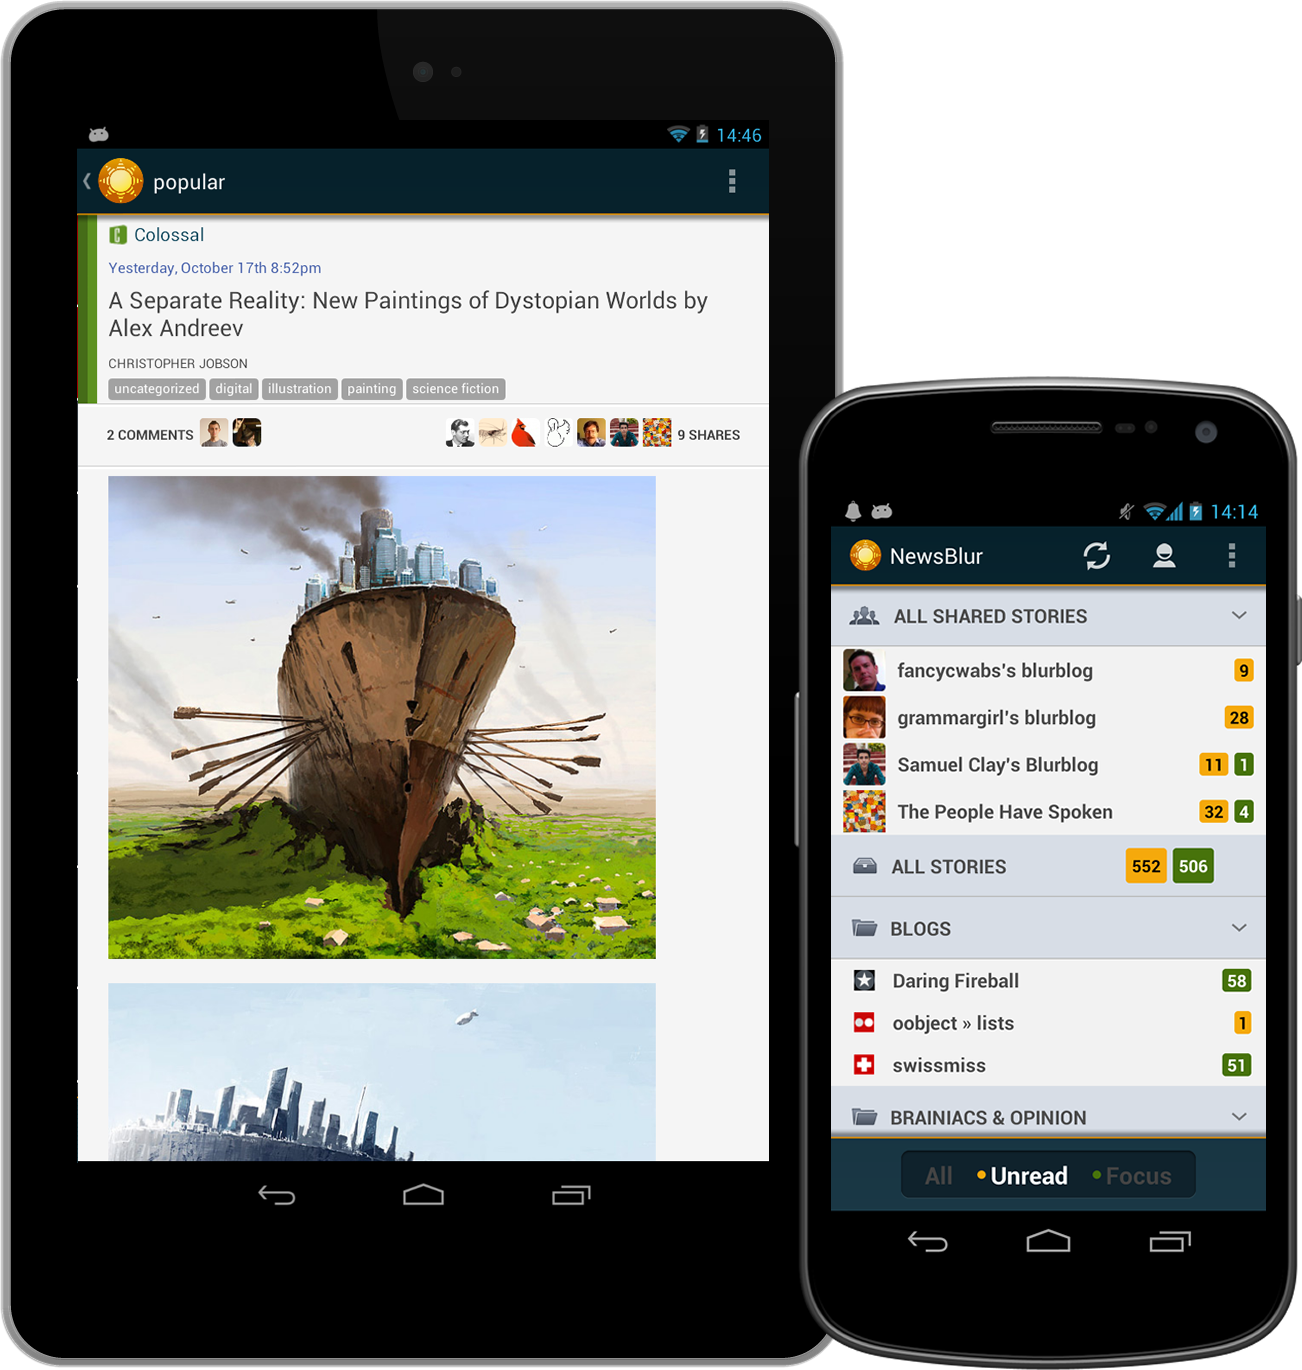 14:46
popular
Colossal
Yesterday, October 17th 8:52pm
A Separate Reality: New Paintings of Dystopian Worlds by
Alex Andreev
CHRISTOPHER JOBSON
uncategorized digital illustration painting science fiction
2 COMMENTS 9 SHARES
14:14
NewsBlur
ALL SHARED STORIES
fancycwabs's blurblog 9
grammargirl's blurblog 28
Samuel Clay's Blurblog 11 1
The People Have Spoken 32 4
ALL STORIES 552 506
BLOGS
Daring Fireball 58
oobject » lists 1
swissmiss 51
BRAINIACS & OPINION
All Unread Focus